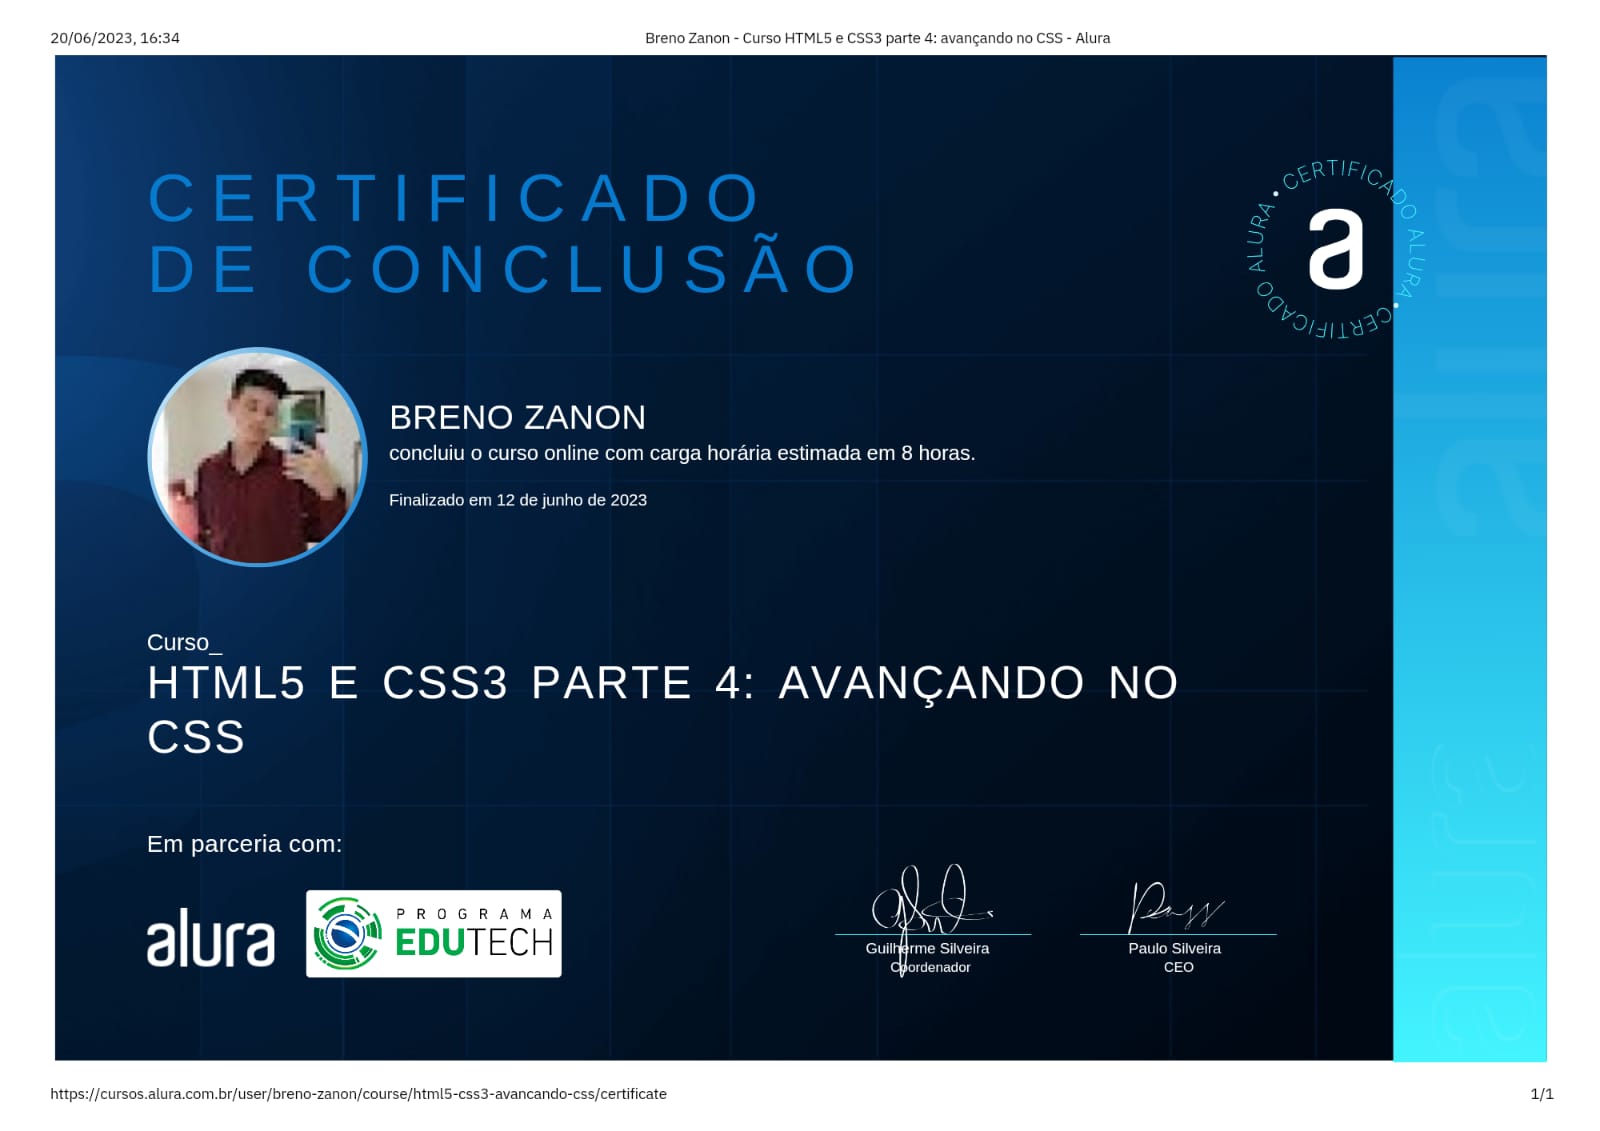 20/06/2023, 16:34
Breno Zanon - Curso HTML5 e CSS3 parte 4: avançando no CSS - Alura
CERTIFICADO
DE CONCLUSÃO
• CERTIFICADO ALURA • CERTIFICADO ALURA
a
alura
BRENO ZANON
concluiu o curso online com carga horária estimada em 8 horas.
Finalizado em 12 de junho de 2023
Curso_
HTML5 E CSS3 PARTE 4: AVANÇANDO NO
CSS
alura
Em parceria com:
alura
PROGRAMA
EDUTECH
Guilherme Silveira
Coordenador
Paulo Silveira
CEO
https://cursos.alura.com.br/user/breno-zanon/course/html5-css3-avancando-css/certificate
1/1